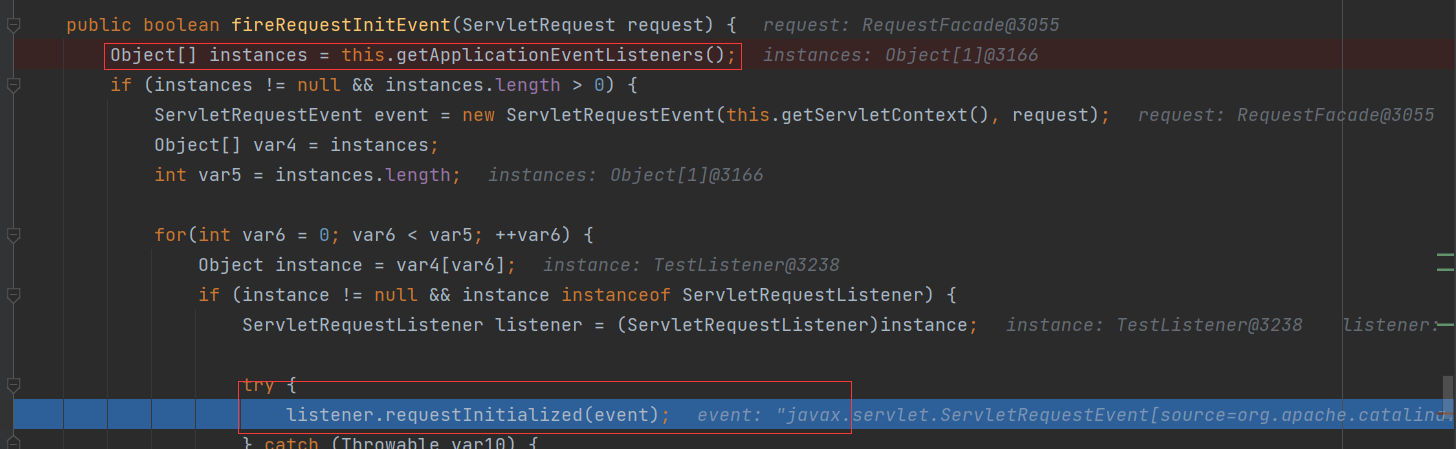 public boolean fireRequestInitEvent(ServletRequest request) {  request: RequestFacade@3055
Object[] instances = this.getApplicationEventListeners();  instances: Object[1]@3166
if (instances != null && instances.length > 0) {
ServletRequestEvent event = new ServletRequestEvent(this.getServletContext(), request);  request: RequestFacade@3055
Object[] var4 = instances;
int var5 = instances.length;  instances: Object[1]@3166
for(int var6 = 0; var6 < var5; ++var6) {
Object instance = var4[var6];  instance: TestListener@3238
if (instance != null && instance instanceof ServletRequestListener) {
ServletRequestListener listener = (ServletRequestListener)instance;  instance: TestListener@3238  listener:
try {
listener.requestInitialized(event);  event: "javax.servlet.ServletRequestEvent[source=org.apache.catalina.
} catch (Throwable var10) {